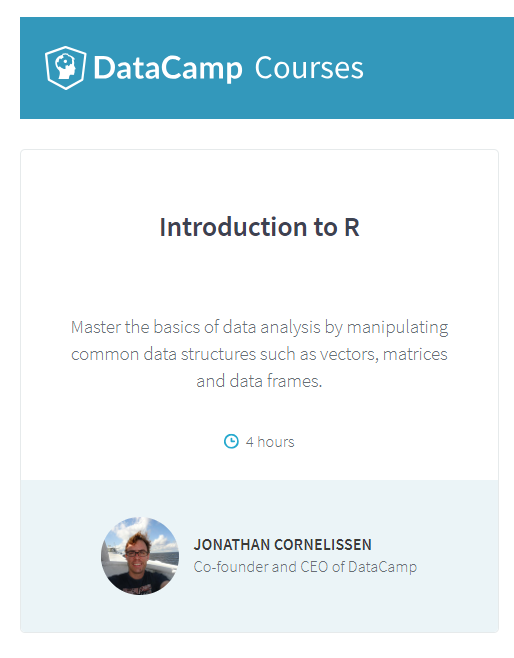 DataCamp Courses
Introduction to R
Master the basics of data analysis by manipulating
common data structures such as vectors, matrices
and data frames.
4 hours
JONATHAN CORNELISSEN
Co-founder and CEO of DataCamp